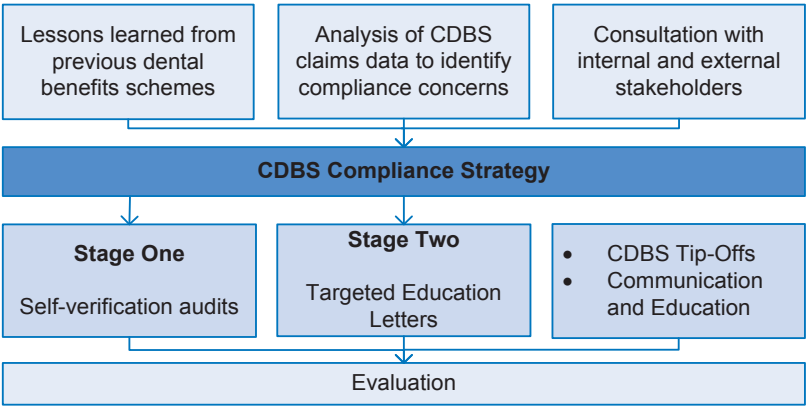 Lessons learned from
previous dental
benefits schemes
Analysis of CDBS
claims data to identify
compliance concerns
Consultation with
internal and external
stakeholders
CDBS Compliance Strategy
Stage One
Self-verification audits
Stage Two
Targeted Education
Letters
• CDBS Tip-Offs
• Communication
and Education
Evaluation